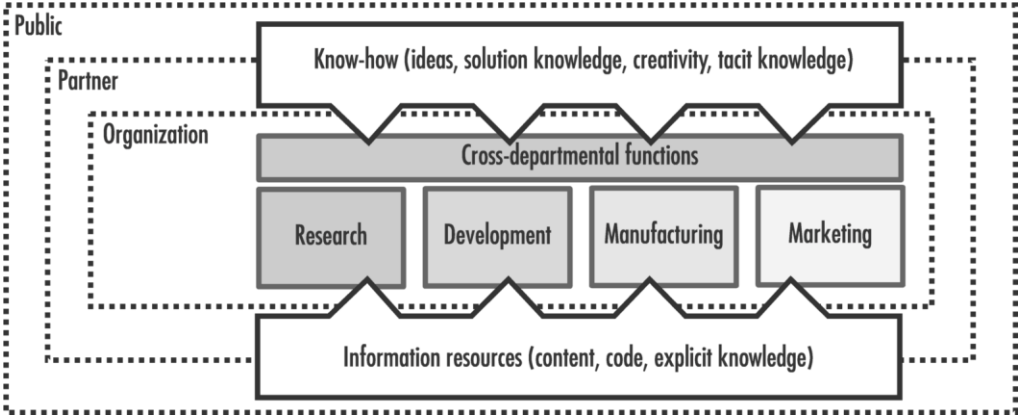 Public
Know-how (ideas, solution knowledge, creativity, tacit knowledge)
Partner
Organization
Cross-departmental functions
Research
Development
Manufacturing
Marketing
Information resources (content, code, explicit knowledge)